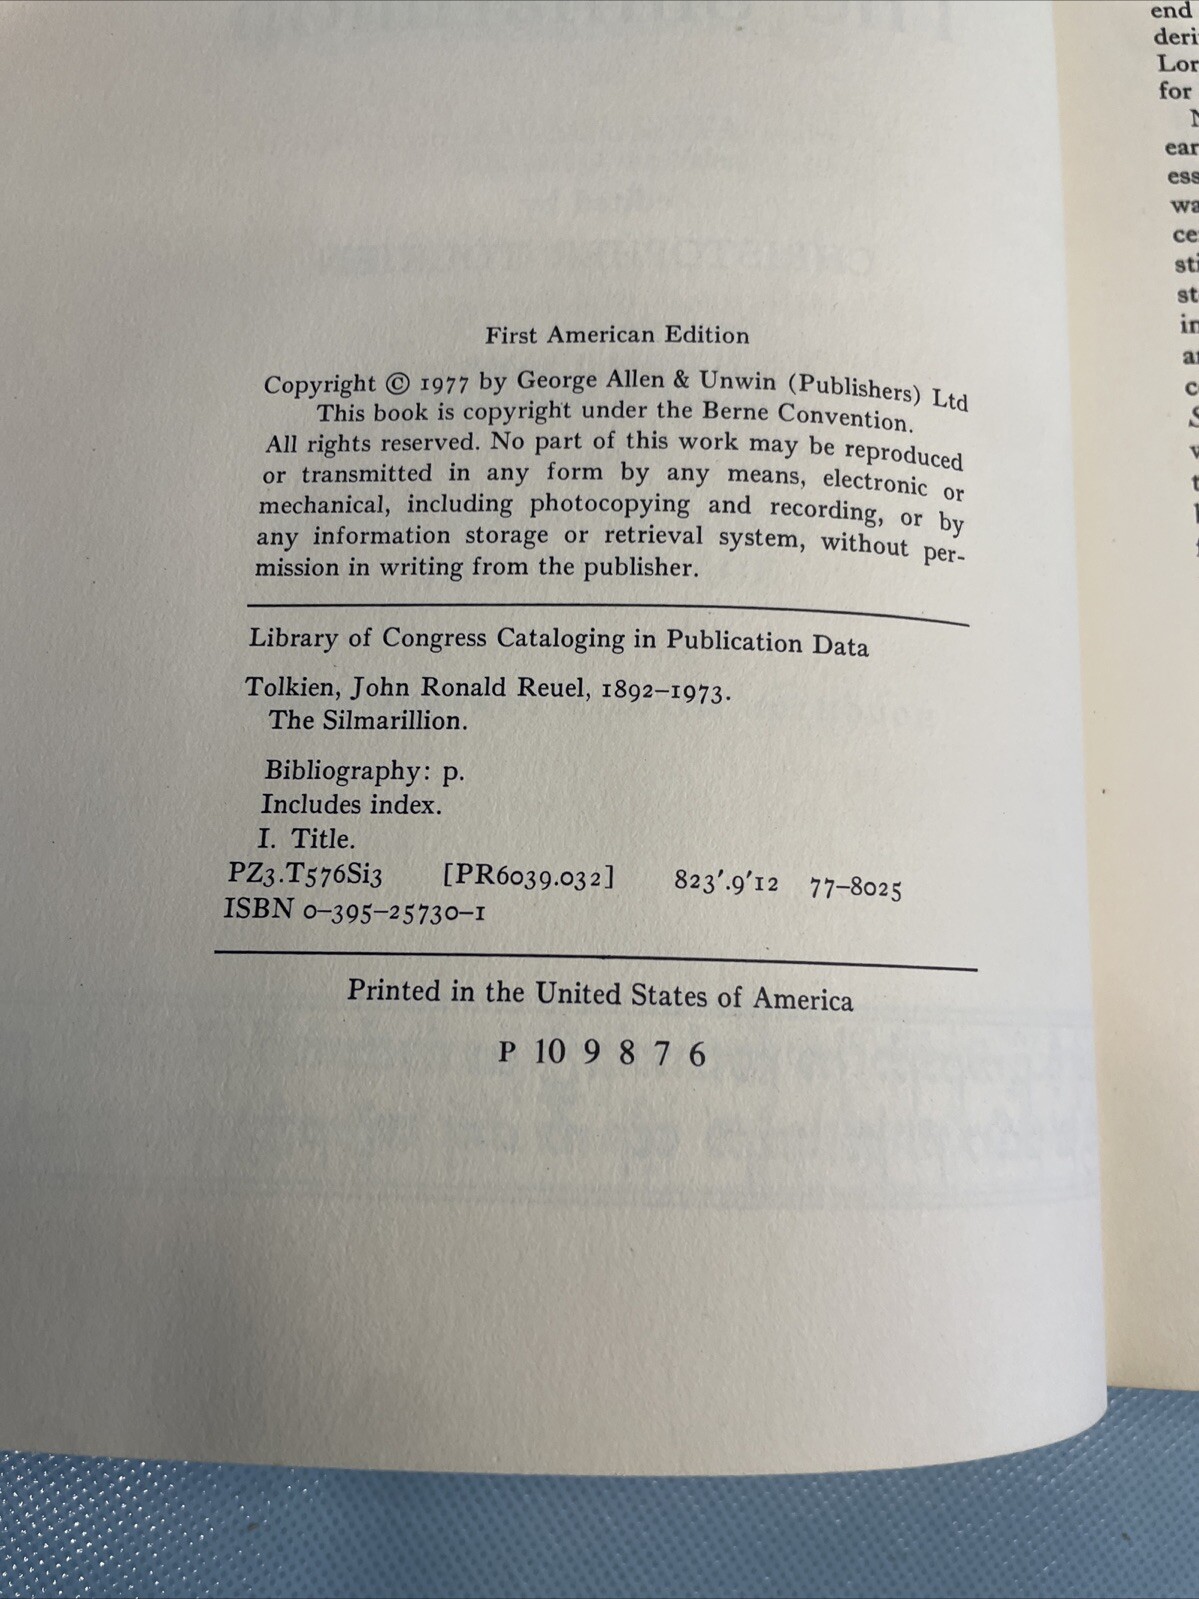 First American Edition
Copyright © 1977 by George Allen & Unwin (Publishers) Ltd
This book is copyright under the Berne Convention.
All rights reserved. No part of this work may be reproduced
or transmitted in any form by any means, electronic or
mechanical, including photocopying and recording, or by
any information storage or retrieval system, without per-
mission in writing from the publisher.
Library of Congress Cataloging in Publication Data
Tolkien, John Ronald Reuel, 1892–1973.
The Silmarillion.
Bibliography: p.
Includes index.
I. Title.
PZ3.T576Si3 [PR6039.032] 823'.9'12 77–8025
ISBN 0–395–25730–1
Printed in the United States of America
P 10 9 8 7 6
end
for